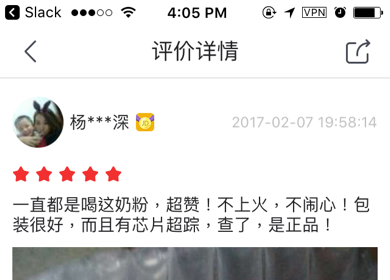 Slack 4:05 PM VPN
评价详情
杨***深 2017-02-07 19:58:14
一直都是喝这奶粉，超赞！不上火，不闹心！包
装很好，而且有芯片超踪，查了，是正品！